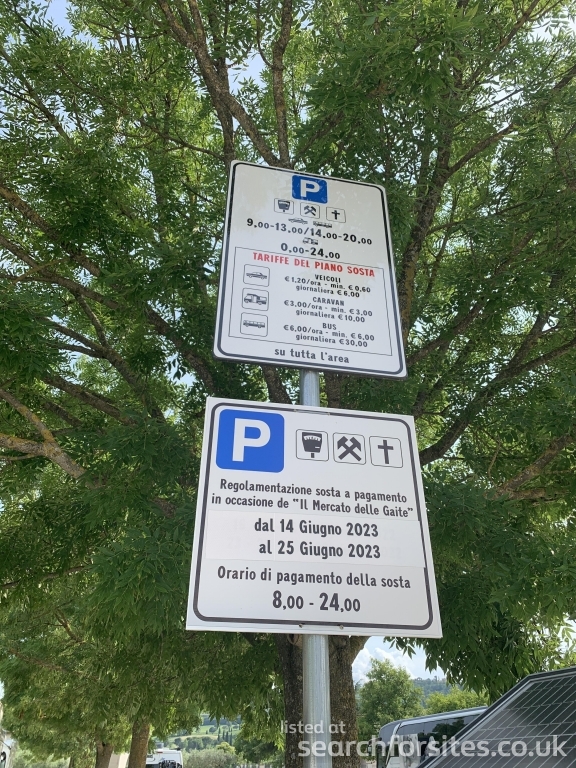 P
9.00-13.00/14.00-20.00
0.00-24.00
TARIFFE DEL PIANO SOSTA
VEICOLI
€1,20/ora - min. € 0,60
giornaliera € 6,00
CARAVAN
€3,00/ora - min. € 3,00
giornaliera € 10,00
BUS
€6,00/ora - min. € 6,00
giornaliera € 30,00
su tutta l'area
P
Regolamentazione sosta a pagamento
in occasione de "Il Mercato delle Gaite"
dal 14 Giugno 2023
al 25 Giugno 2023
Orario di pagamento della sosta
8,00 - 24,00
listed at
searchforsites.co.uk